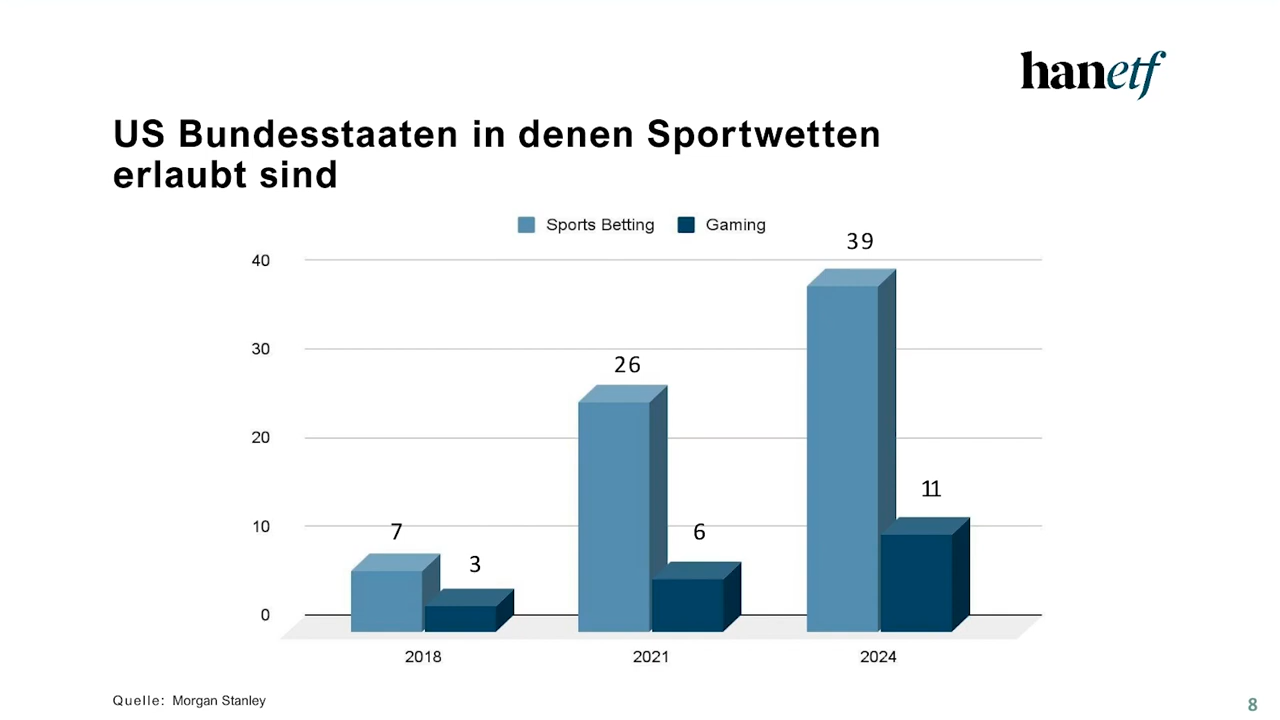 hanetf
US Bundesstaaten in denen Sportwetten
erlaubt sind
Sports Betting Gaming
39
40
30
26
20
11
10
7
6
3
0
2018 2021 2024
Quelle: Morgan Stanley
8